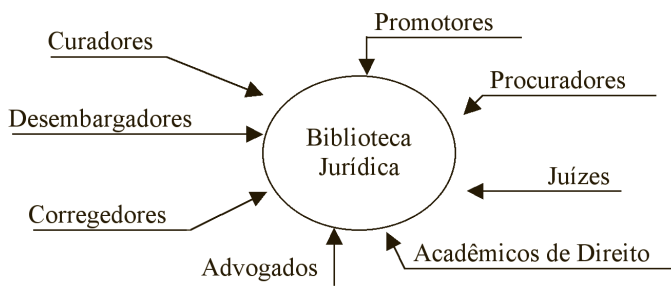 Promotores
Curadores
Procuradores
Desembargadores
Biblioteca
Jurídica
Juízes
Corregedores
Acadêmicos de Direito
Advogados